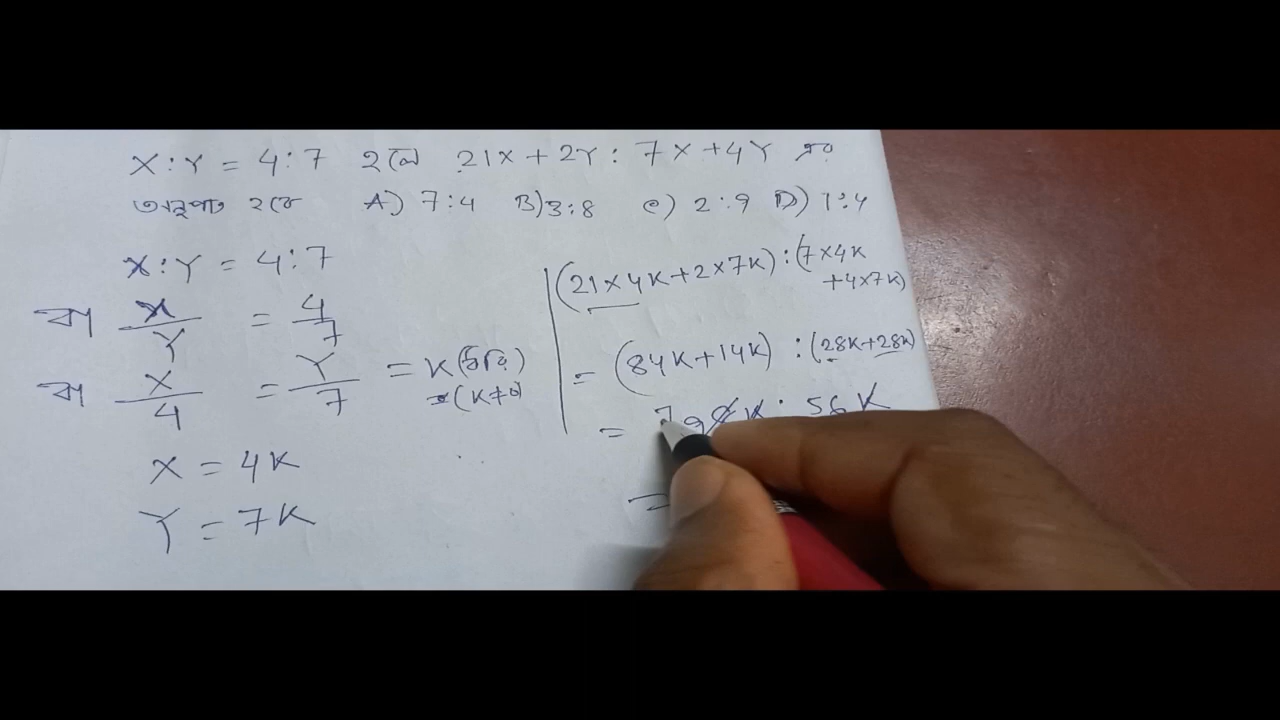 X:Y = 4:7 হলে 21X + 2Y : 7X + 4Y এর
অনুপাত হবে A) 7:4 B) 3:8 C) 2:9 D) 1:4
X:Y = 4:7
বা X/Y = 4/7
বা X/4 = Y/7 = K (ধরি)
(K≠0)
X = 4K
Y = 7K
(21×4K+2×7K) : (7×4K
+4×7K)
= (84K+14K) : (28K+28K)
= 98K : 56K
=